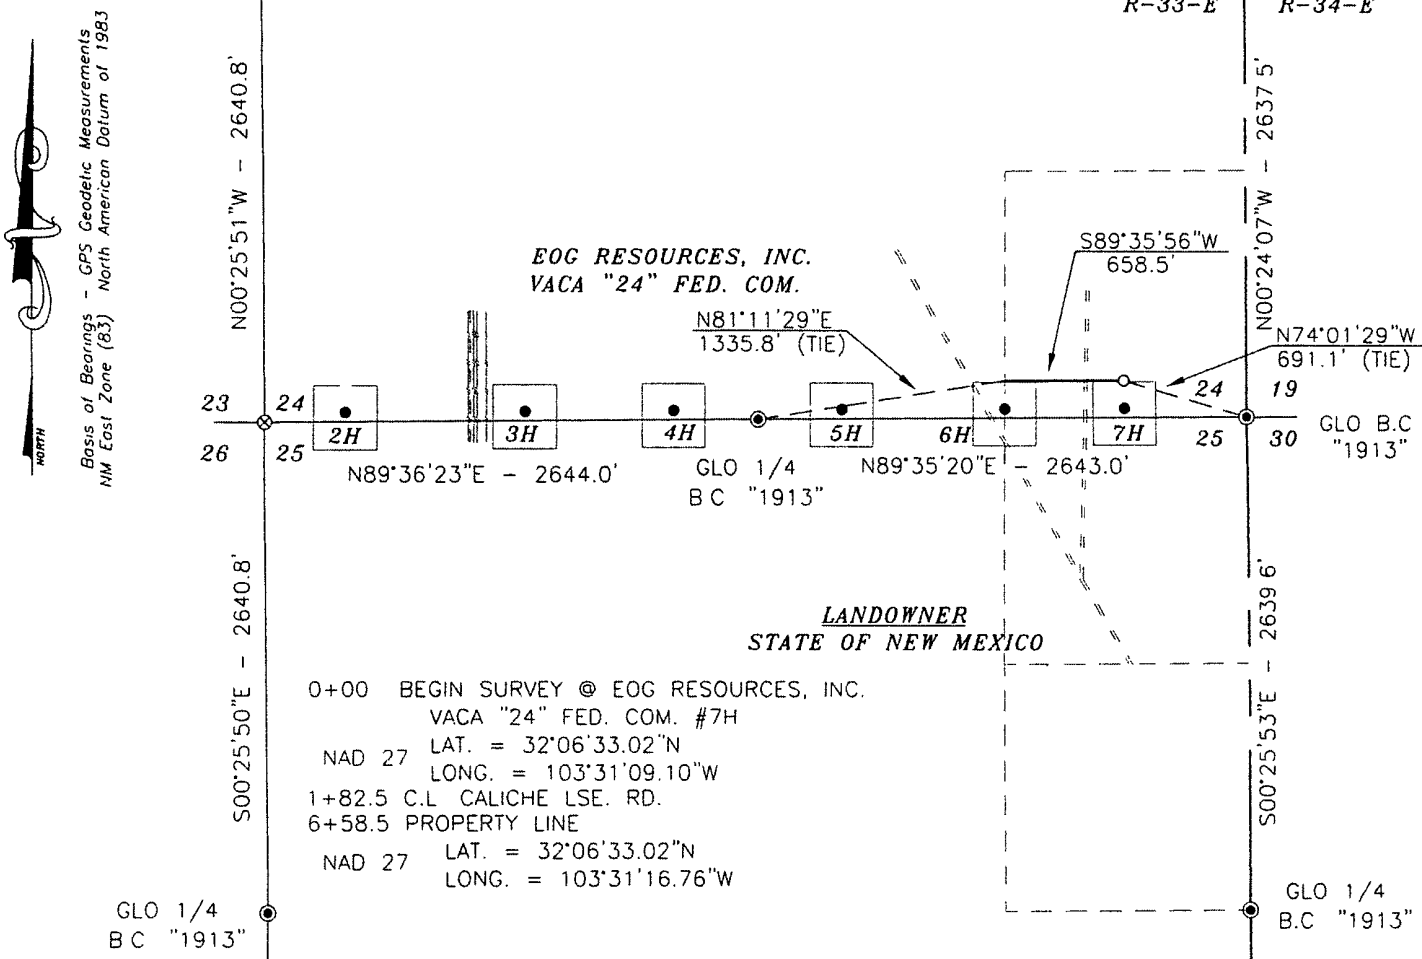 R-33-E
R-34-E
Basis of Bearings - GPS Geodetic Measurements
NM East Zone (83) North American Datum of 1983
NORTH
N00°25'51"W - 2640.8'
N00°24'07"W - 2637 5'
EOG RESOURCES, INC.
VACA "24" FED. COM.
S89°35'56"W
658.5'
N81°11'29"E
1335.8' (TIE)
N74°01'29"W
691.1' (TIE)
23
24
26
25
2H
3H
4H
5H
6H
7H
24
19
25
30
GLO B.C
"1913"
N89°36'23"E - 2644.0'
GLO 1/4
B C "1913"
N89°35'20"E - 2643.0'
S00°25'50"E - 2640.8'
S00°25'53"E - 2639 6'
LANDOWNER
STATE OF NEW MEXICO
0+00 BEGIN SURVEY @ EOG RESOURCES, INC.
VACA "24" FED. COM. #7H
NAD 27
LAT. = 32°06'33.02"N
LONG. = 103°31'09.10"W
1+82.5 C.L CALICHE LSE. RD.
6+58.5 PROPERTY LINE
NAD 27
LAT. = 32°06'33.02"N
LONG. = 103°31'16.76"W
GLO 1/4
B C "1913"
GLO 1/4
B.C "1913"